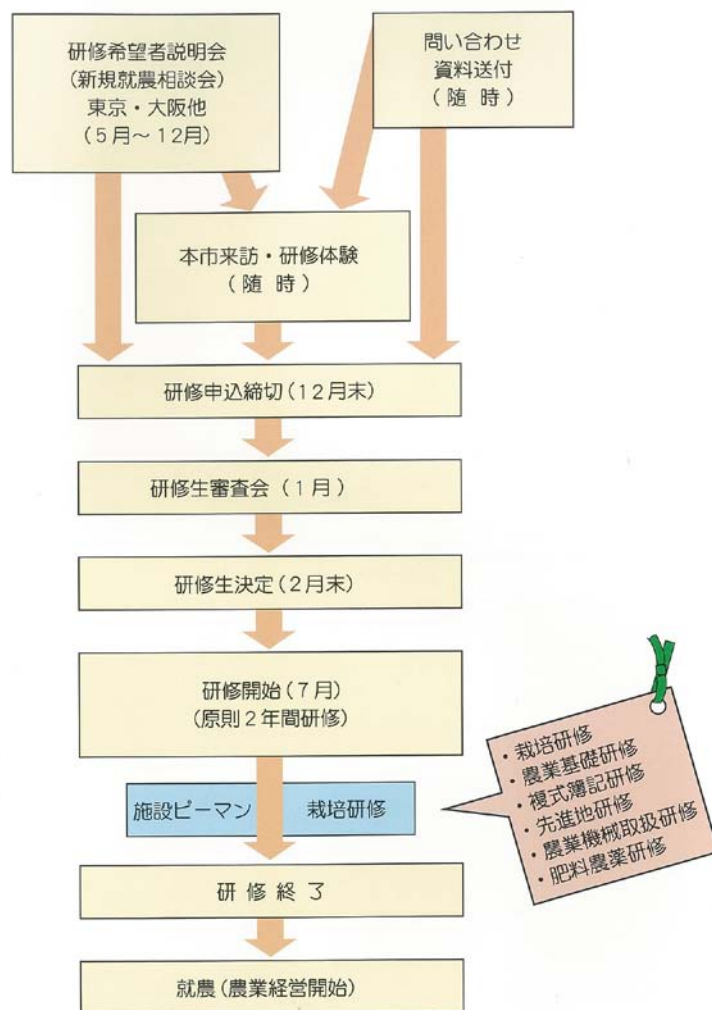 研修希望者説明会
(新規就農相談会)
東京・大阪他
(5月～12月)
問い合わせ
資料送付
(随 時)
本市来訪・研修体験
(随 時)
研修申込締切(12月末)
研修生審査会 (1月)
研修生決定(2月末)
研修開始(7月)
(原則2年間研修)
施設ピーマン 栽培研修
・栽培研修
・農業基礎研修
・複式簿記研修
・先進地研修
・農業機械取扱研修
・肥料農薬研修
研 修 終 了
就農(農業経営開始)